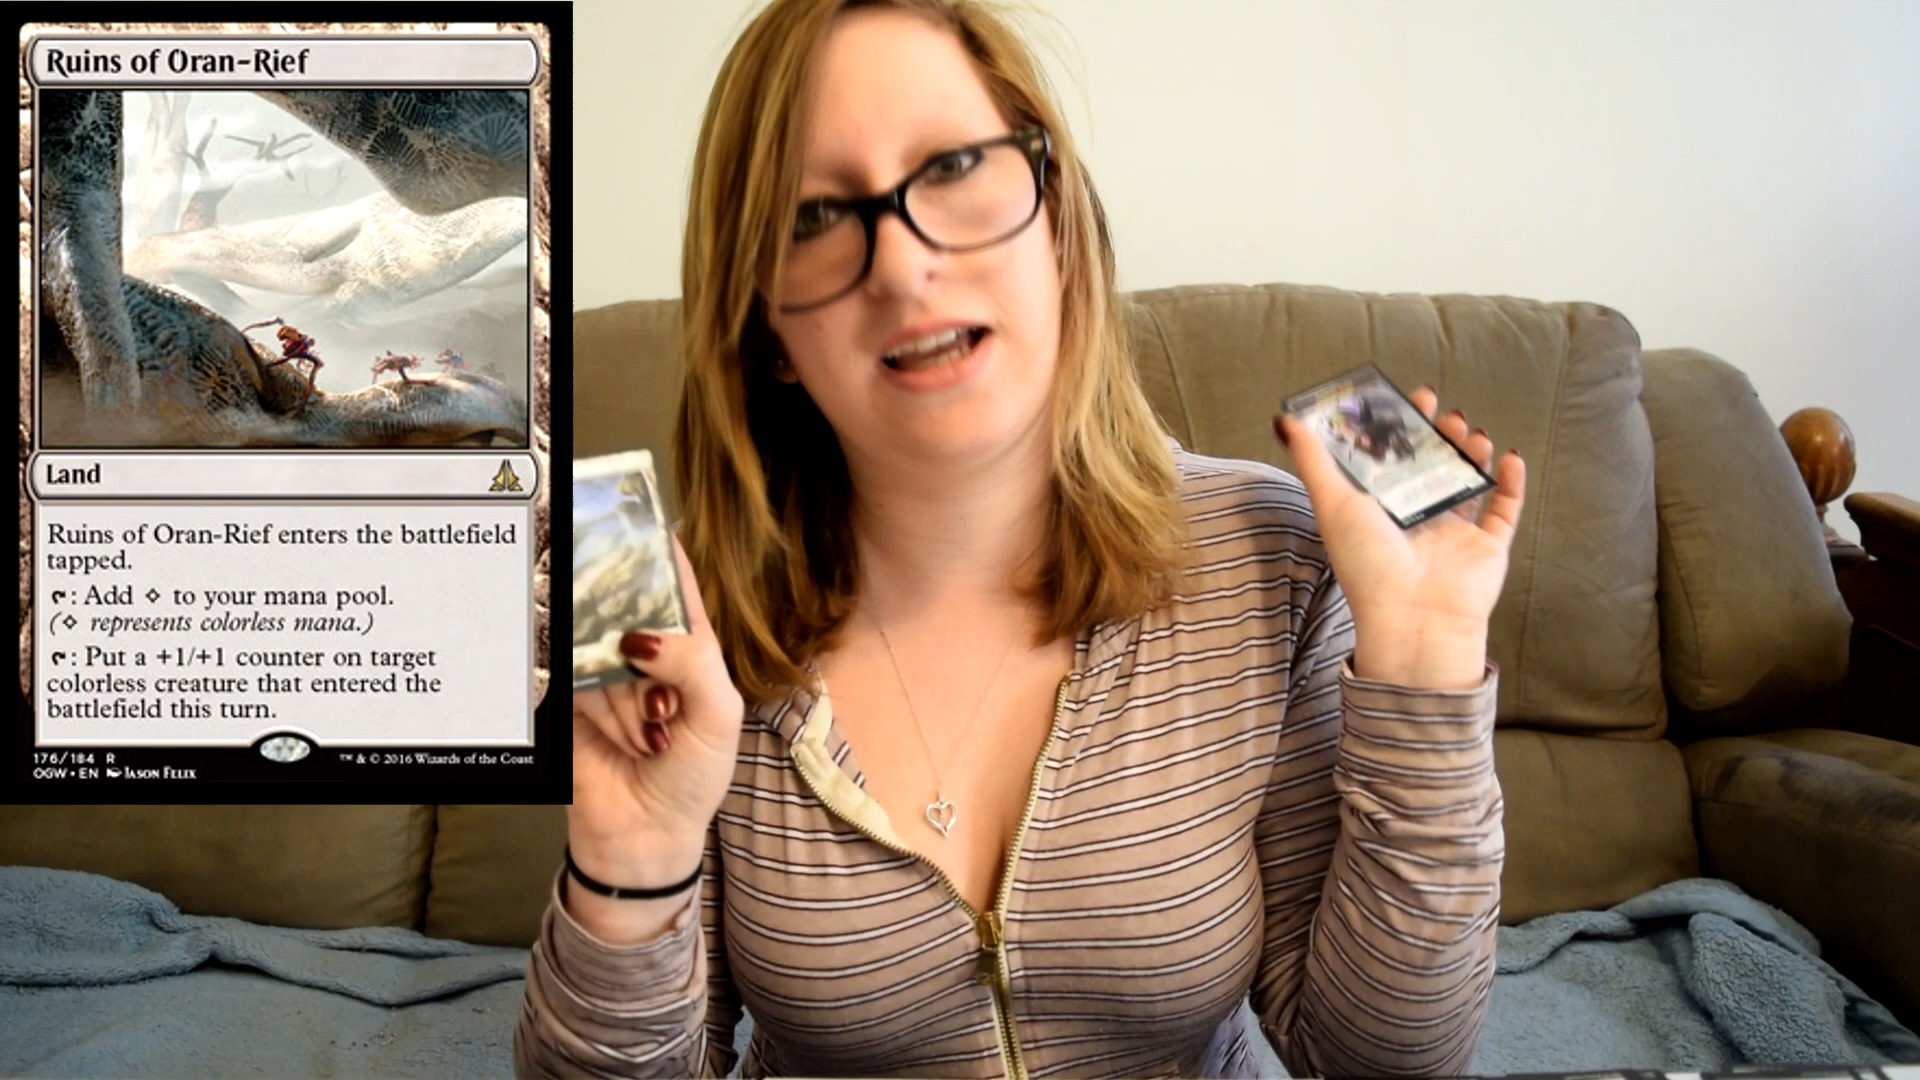 Ruins of Oran-Rief
Land
Ruins of Oran-Rief enters the battlefield
tapped.
: Add to your mana pool.
( represents colorless mana.)
: Put a +1/+1 counter on target
colorless creature that entered the
battlefield this turn.
176/184 R
OGW • EN JASON FELIX
™ & © 2016 Wizards of the Coast